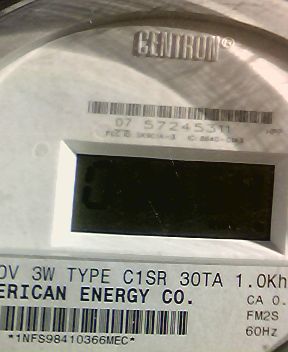 CENTRON®
07 57245311
0V 3W TYPE C1SR 30TA 1.0Kh
ERICAN ENERGY CO.
CA 0.
FM2S
60Hz
*1NFS98410366MEC*